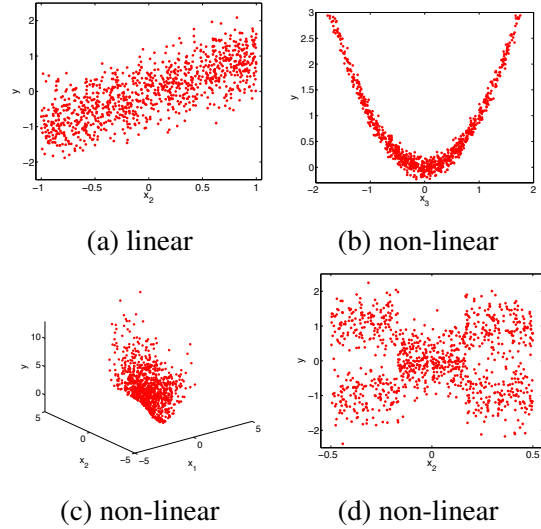 2
1
0
−1
−2
y
−1 −0.5 0 0.5 1
x2
(a) linear
3
2.5
2
1.5
1
0.5
0
y
−2 −1 0 1 2
x3
(b) non-linear
10
5
0
y
5
0
−5
x2
−5
0
5
x1
(c) non-linear
2
1
0
−1
−2
y
−0.5 0 0.5
x2
(d) non-linear